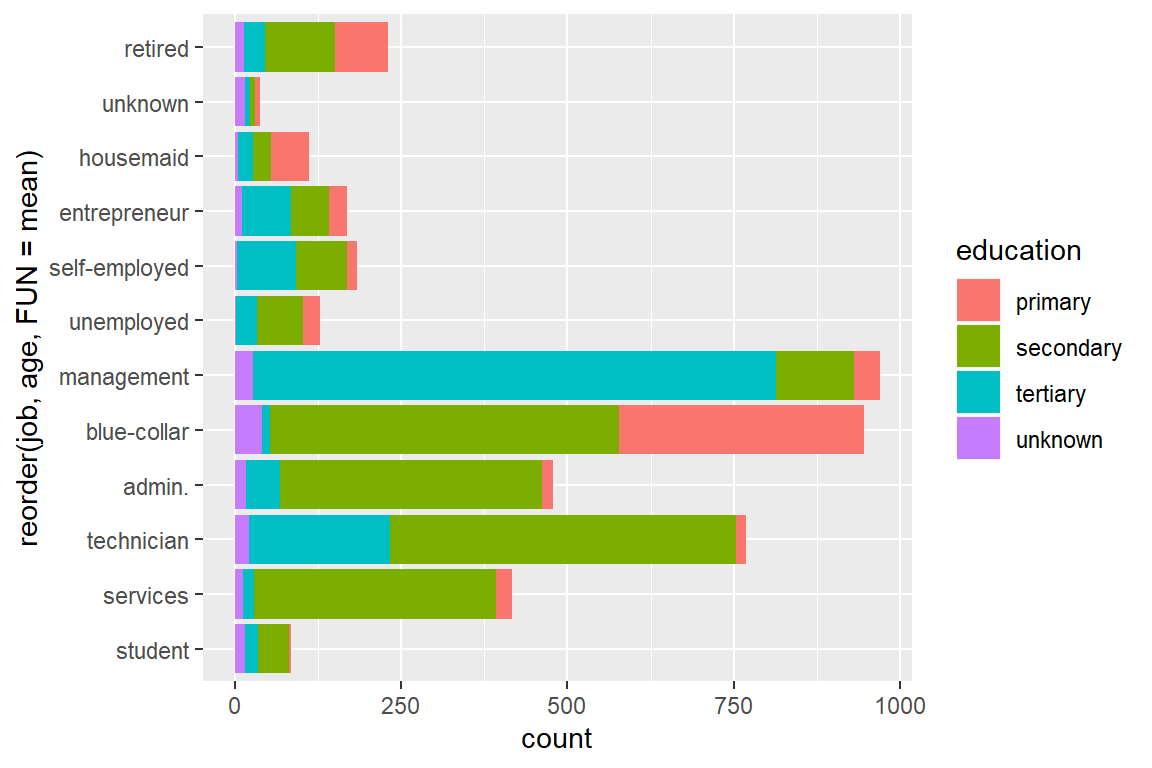 reorder(job, age, FUN = mean)
retired
unknown
housemaid
entrepreneur
self-employed
unemployed
management
blue-collar
admin.
technician
services
student
0 250 500 750 1000
count
education
primary
secondary
tertiary
unknown